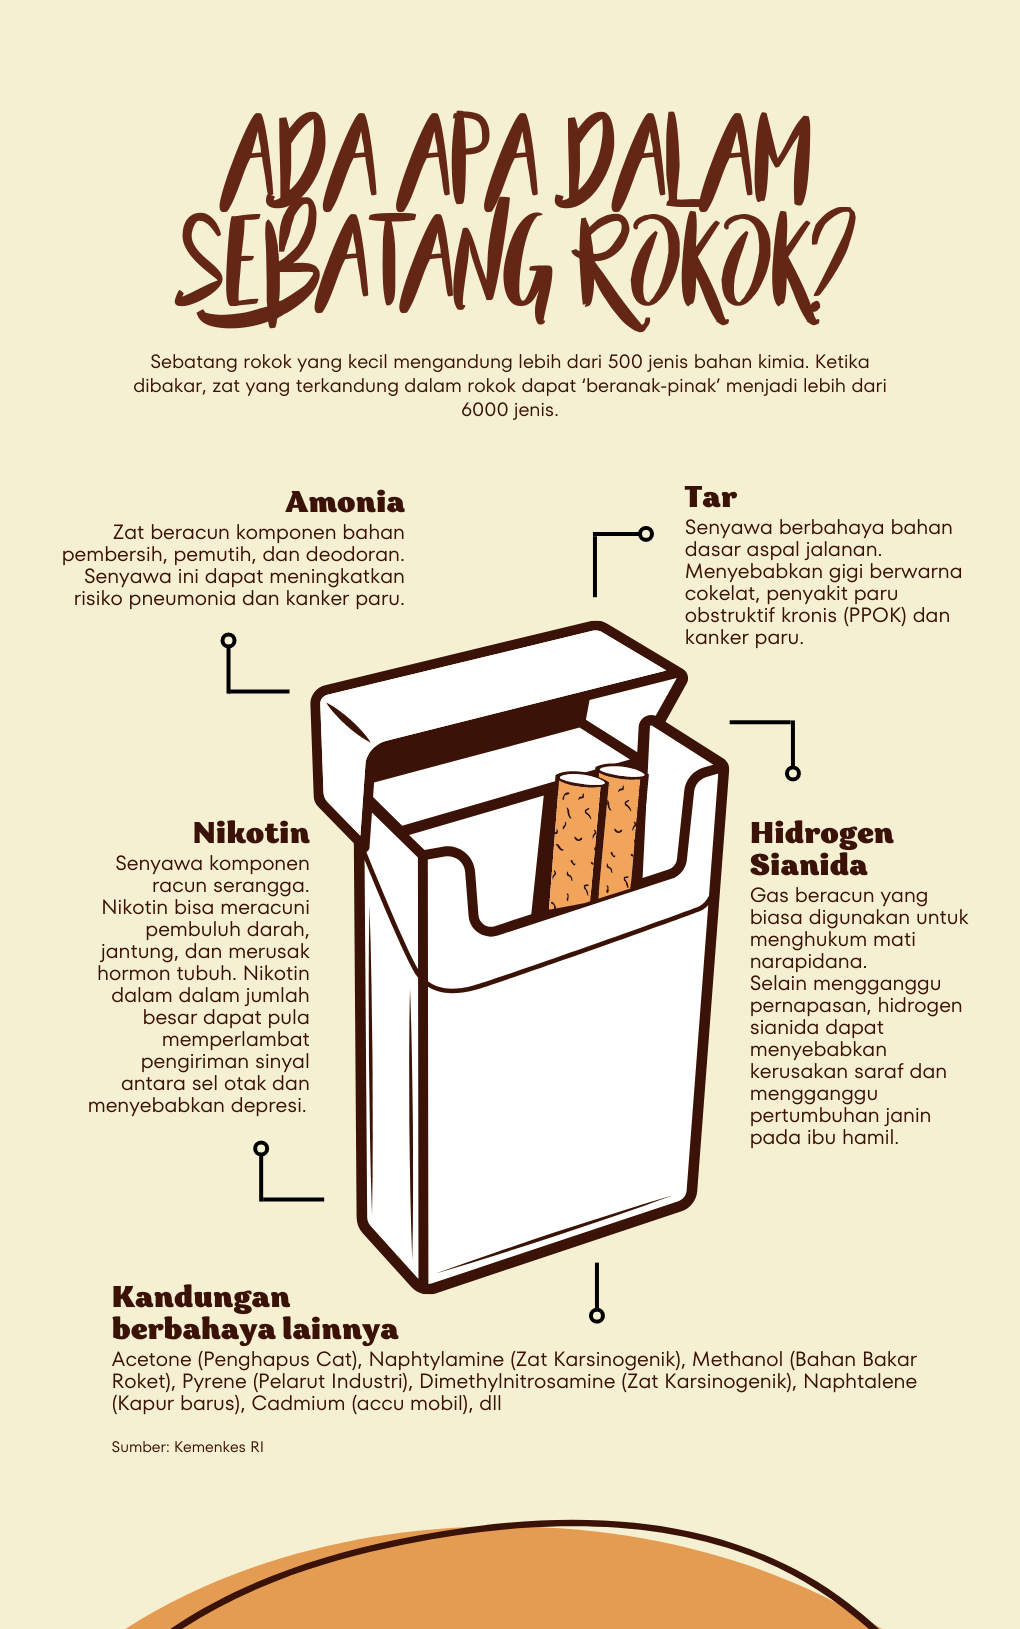 ADA APA DALAM
SEBATANG ROKOK?
Sebatang rokok yang kecil mengandung lebih dari 500 jenis bahan kimia. Ketika
dibakar, zat yang terkandung dalam rokok dapat ‘beranak-pinak’ menjadi lebih dari
6000 jenis.
Amonia
Zat beracun komponen bahan
pembersih, pemutih, dan deodoran.
Senyawa ini dapat meningkatkan
risiko pneumonia dan kanker paru.
Tar
Senyawa berbahaya bahan
dasar aspal jalanan.
Menyebabkan gigi berwarna
cokelat, penyakit paru
obstruktif kronis (PPOK) dan
kanker paru.
Nikotin
Senyawa komponen
racun serangga.
Nikotin bisa meracuni
pembuluh darah,
jantung, dan merusak
hormon tubuh. Nikotin
dalam dalam jumlah
besar dapat pula
memperlambat
pengiriman sinyal
antara sel otak dan
menyebabkan depresi.
Hidrogen
Sianida
Gas beracun yang
biasa digunakan untuk
menghukum mati
narapidana.
Selain mengganggu
pernapasan, hidrogen
sianida dapat
menyebabkan
kerusakan saraf dan
mengganggu
pertumbuhan janin
pada ibu hamil.
Kandungan
berbahaya lainnya
Acetone (Penghapus Cat), Naphtylamine (Zat Karsinogenik), Methanol (Bahan Bakar
Roket), Pyrene (Pelarut Industri), Dimethylnitrosamine (Zat Karsinogenik), Naphtalene
(Kapur barus), Cadmium (accu mobil), dll
Sumber: Kemenkes RI